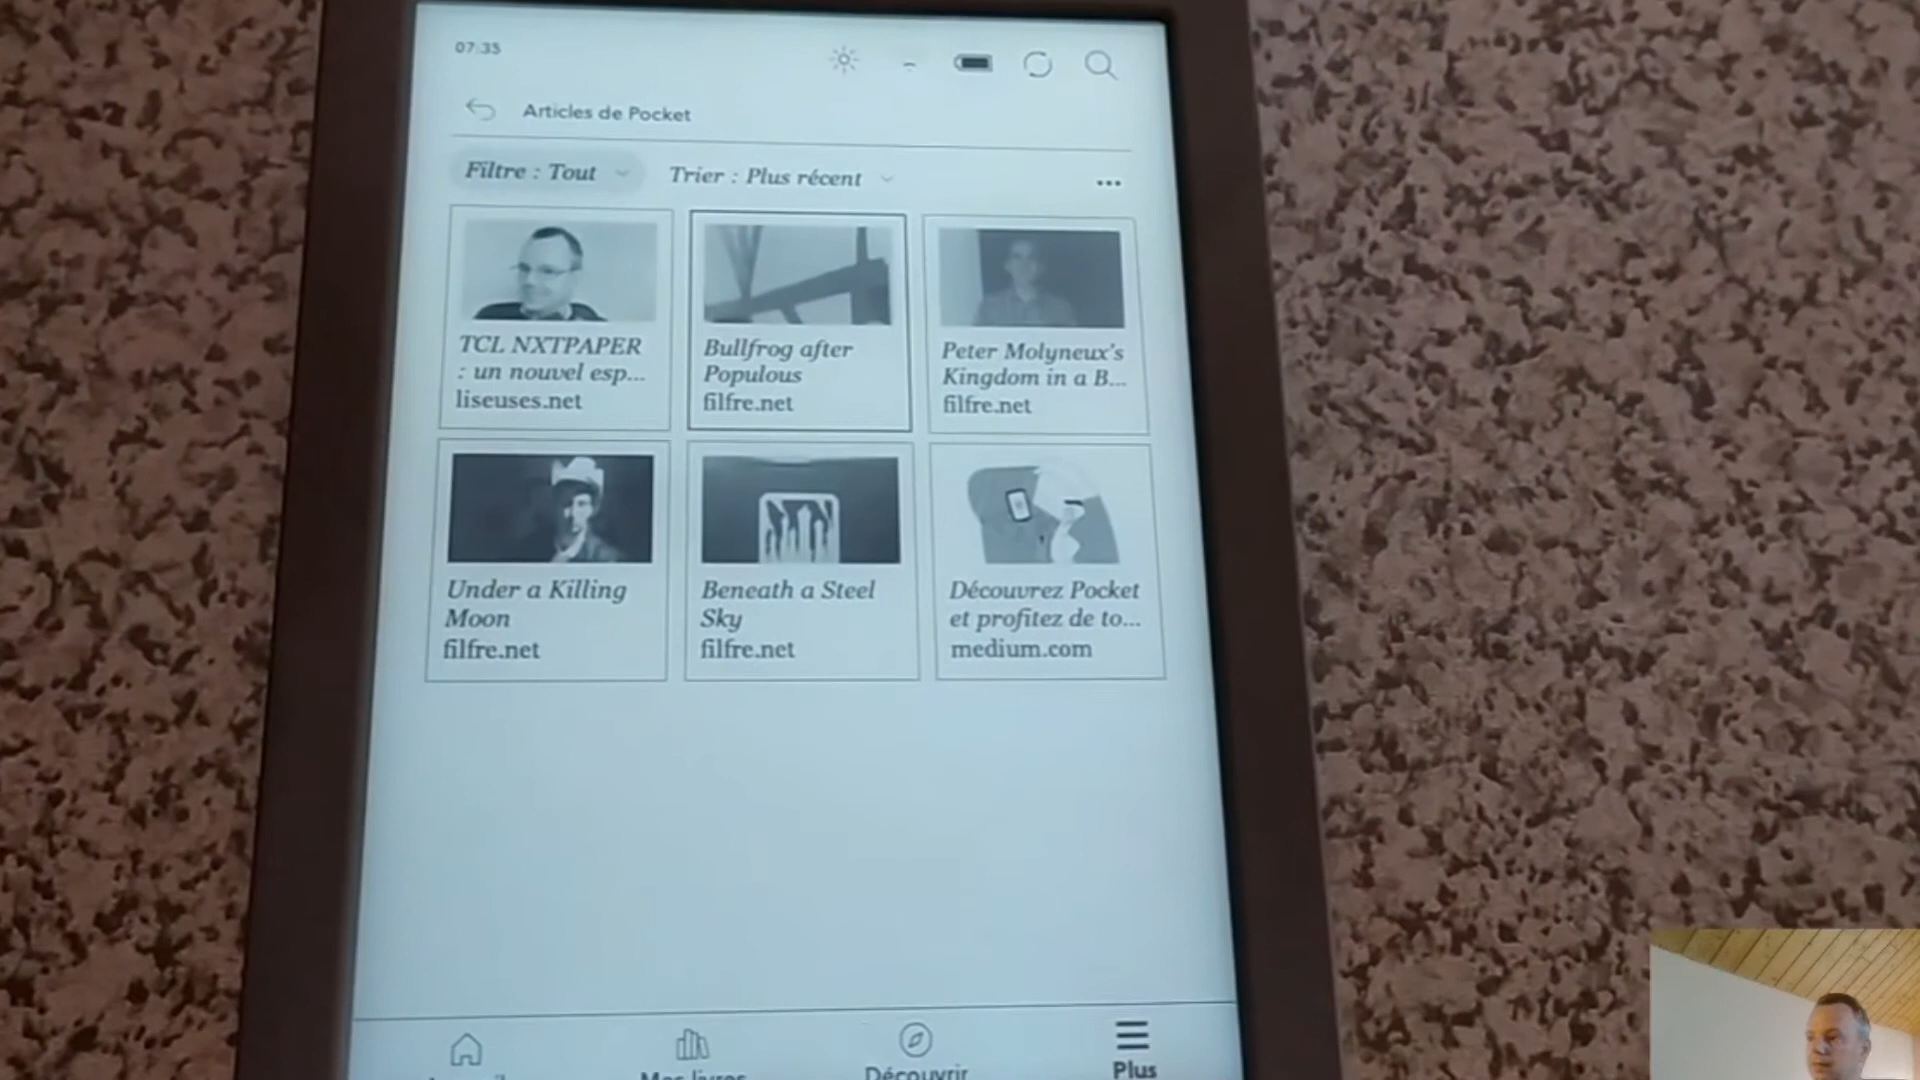 07:35
Articles de Pocket
Filtre : Tout
Trier : Plus récent
TCL NXTPAPER
: un nouvel esp...
liseuses.net
Bullfrog after
Populous
filfre.net
Peter Molyneux's
Kingdom in a B...
filfre.net
Under a Killing
Moon
filfre.net
Beneath a Steel
Sky
filfre.net
Découvrez Pocket
et profitez de to...
medium.com
Mes livres
Découvrir
Plus